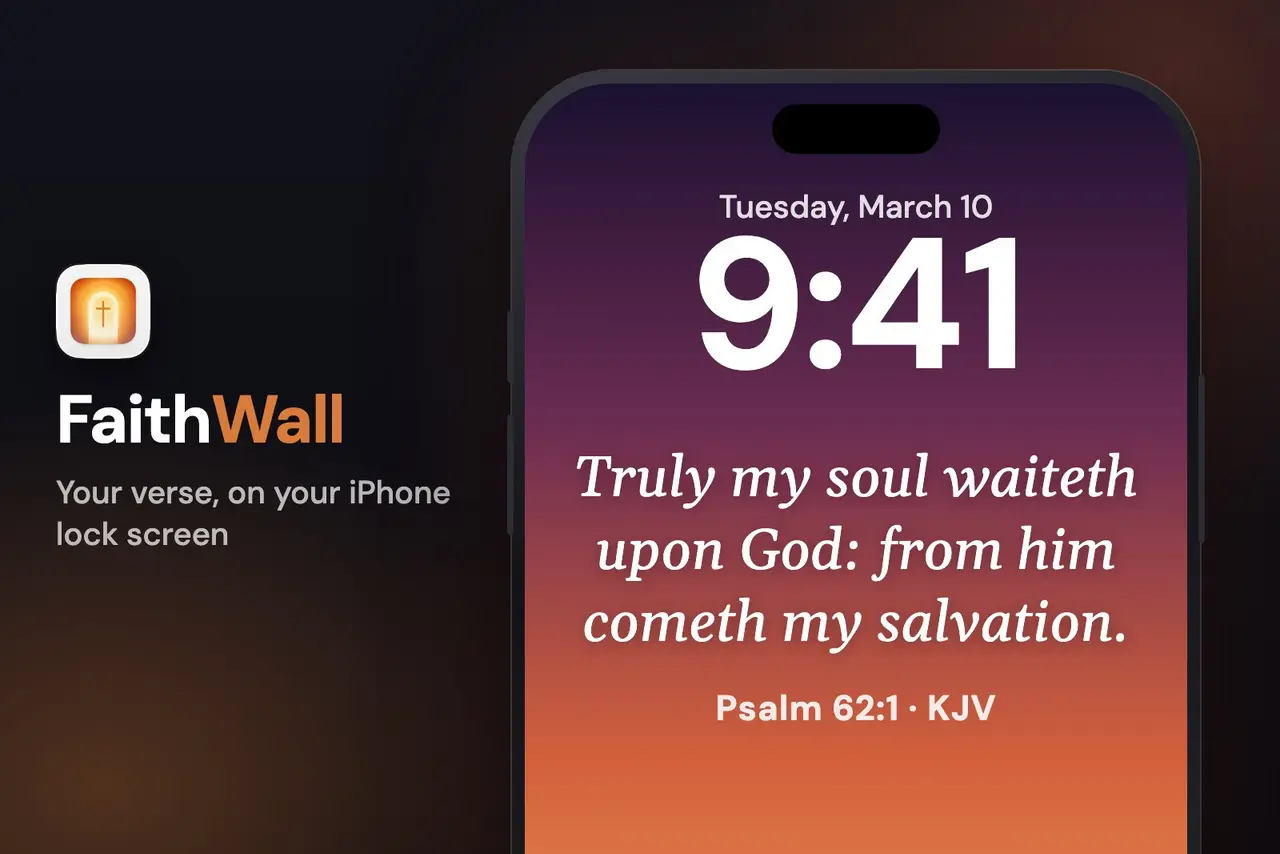 FaithWall
Your verse, on your iPhone
lock screen
Tuesday, March 10
9:41
Truly my soul waiteth
upon God: from him
cometh my salvation.
Psalm 62:1 · KJV